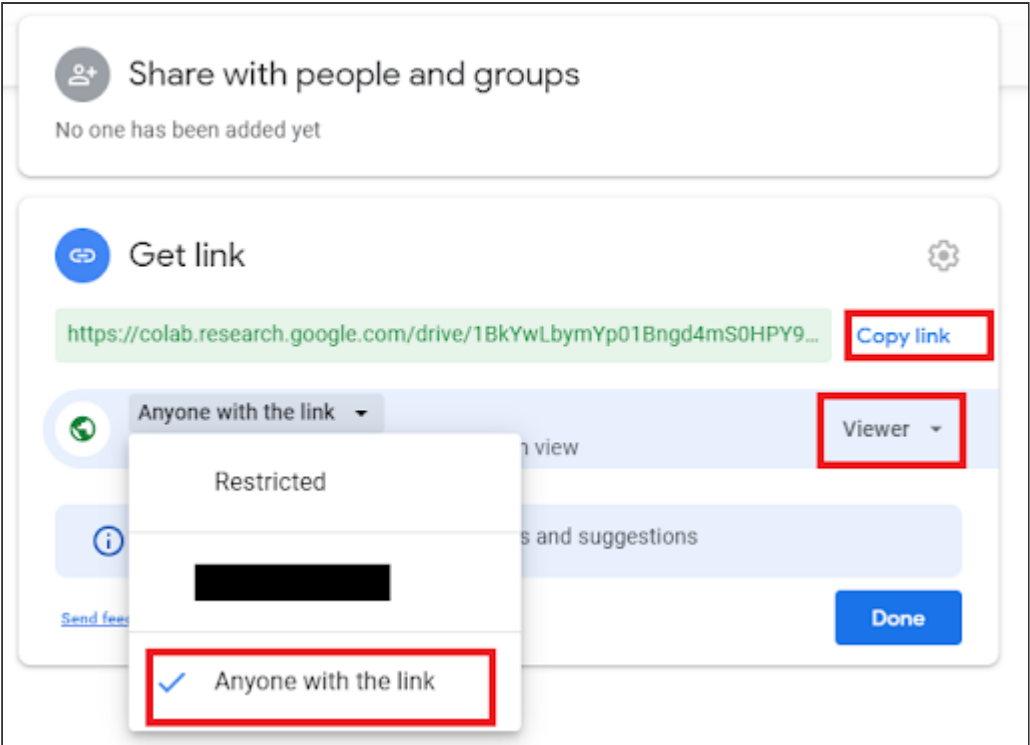 Share with people and groups
No one has been added yet
Get link
https://colab.research.google.com/drive/1BkYwLbymYp01Bngd4mS0HPY9...
Copy link
Anyone with the link
Viewer
view
Restricted
and suggestions
Send
Done
Anyone with the link